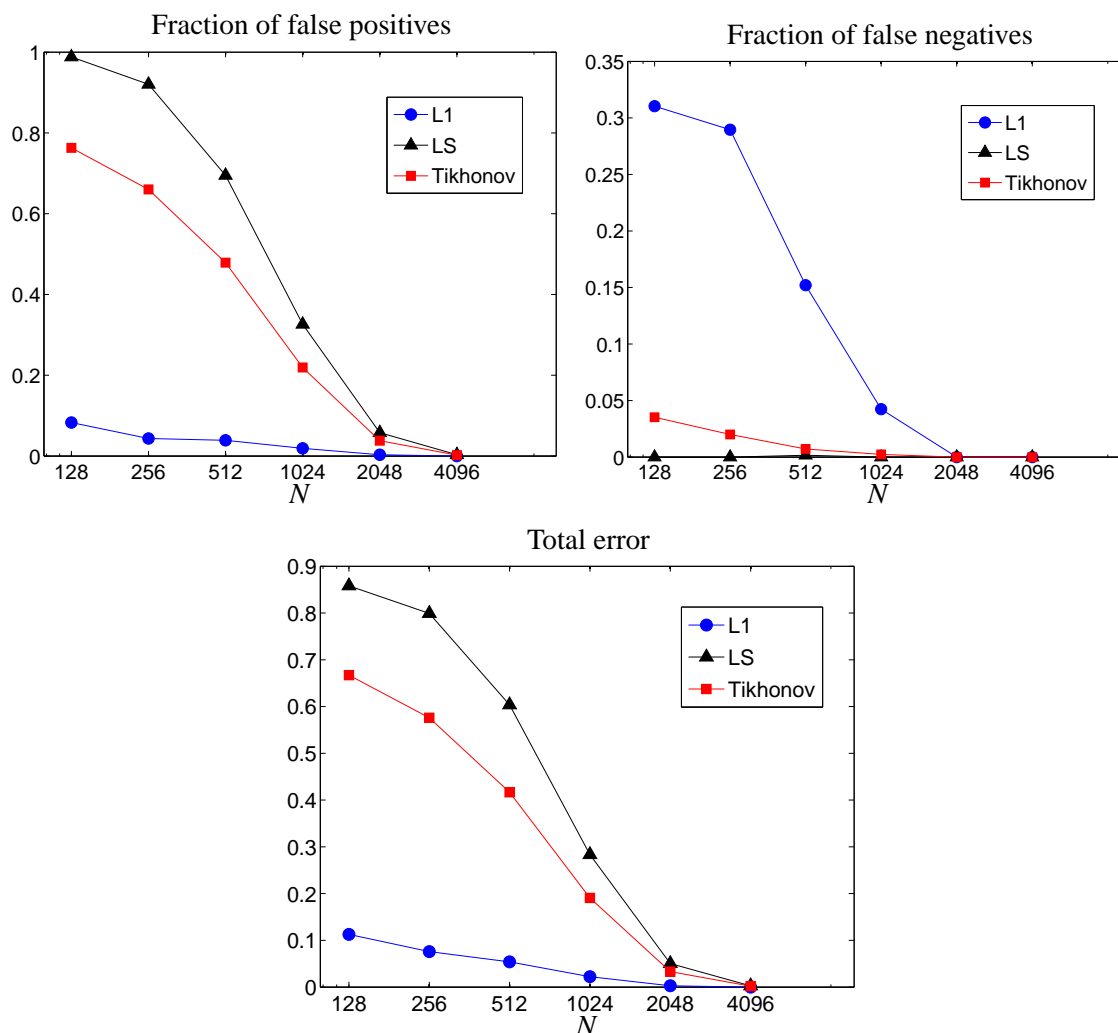 Fraction of false positives
1
0.8
0.6
0.4
0.2
0
128 256 512 1024 2048 4096
N
L1
LS
Tikhonov
Fraction of false negatives
0.35
0.3
0.25
0.2
0.15
0.1
0.05
0
128 256 512 1024 2048 4096
N
L1
LS
Tikhonov
Total error
0.9
0.8
0.7
0.6
0.5
0.4
0.3
0.2
0.1
0
128 256 512 1024 2048 4096
N
L1
LS
Tikhonov